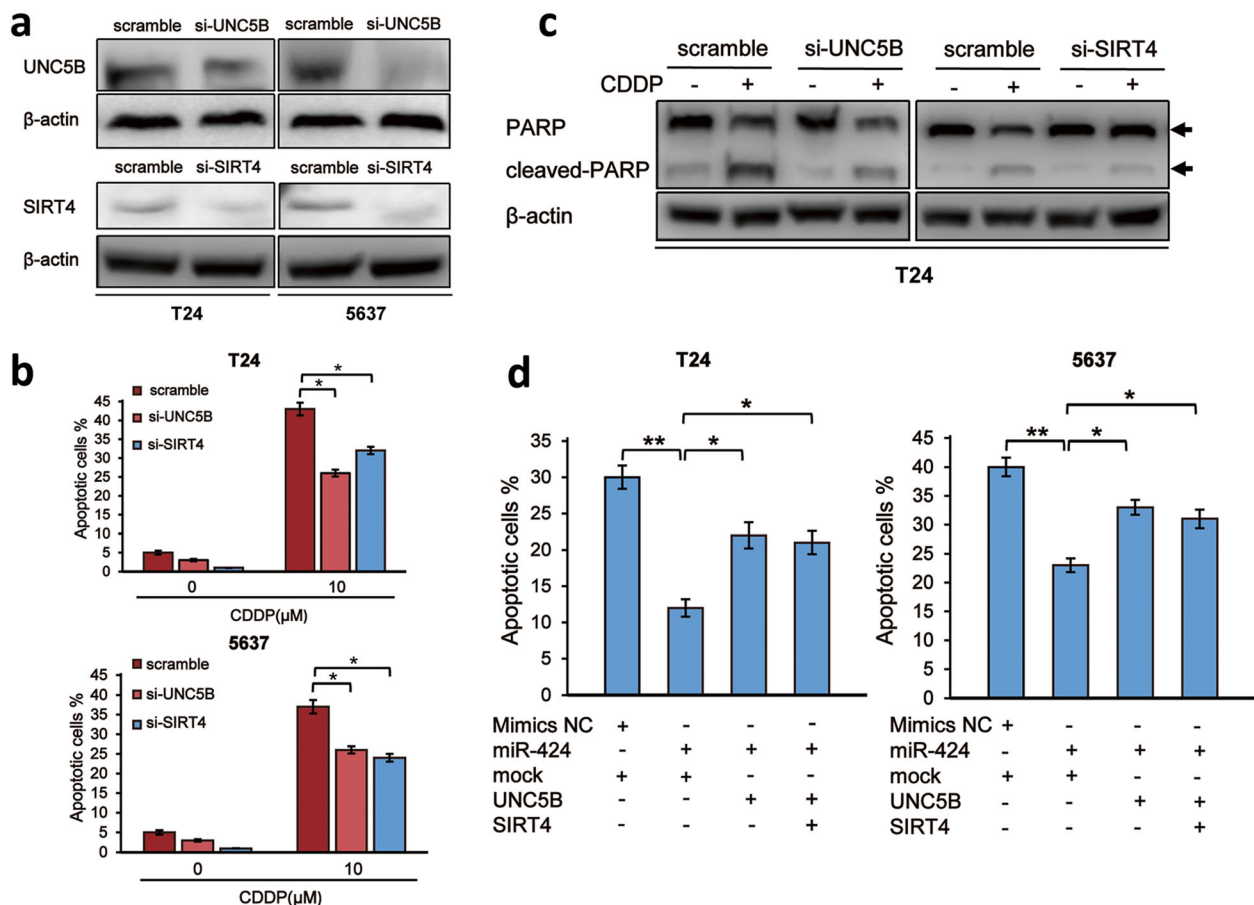 a
scramble si-UNC5B scramble si-UNC5B
UNC5B
β-actin
scramble si-SIRT4 scramble si-SIRT4
SIRT4
β-actin
T24 5637
b
T24
scramble
si-UNC5B
si-SIRT4
* *
Apoptotic cells %
45
40
35
30
25
20
15
10
5
0
0 10
CDDP(μM)
5637
scramble
si-UNC5B
si-SIRT4
* *
Apoptotic cells %
45
40
35
30
25
20
15
10
5
0
0 10
CDDP(μM)
c
scramble si-UNC5B scramble si-SIRT4
CDDP - + - + - + - +
PARP
cleaved-PARP
β-actin
T24
d
T24
*
** *
Apoptotic cells %
35
30
25
20
15
10
5
0
Mimics NC + - - -
miR-424 - + + +
mock + + - -
UNC5B - - + +
SIRT4 - - - +
5637
*
** *
Apoptotic cells %
45
40
35
30
25
20
15
10
5
0
Mimics NC + - - -
miR-424 - + + +
mock + + - -
UNC5B - - + +
SIRT4 - - - +